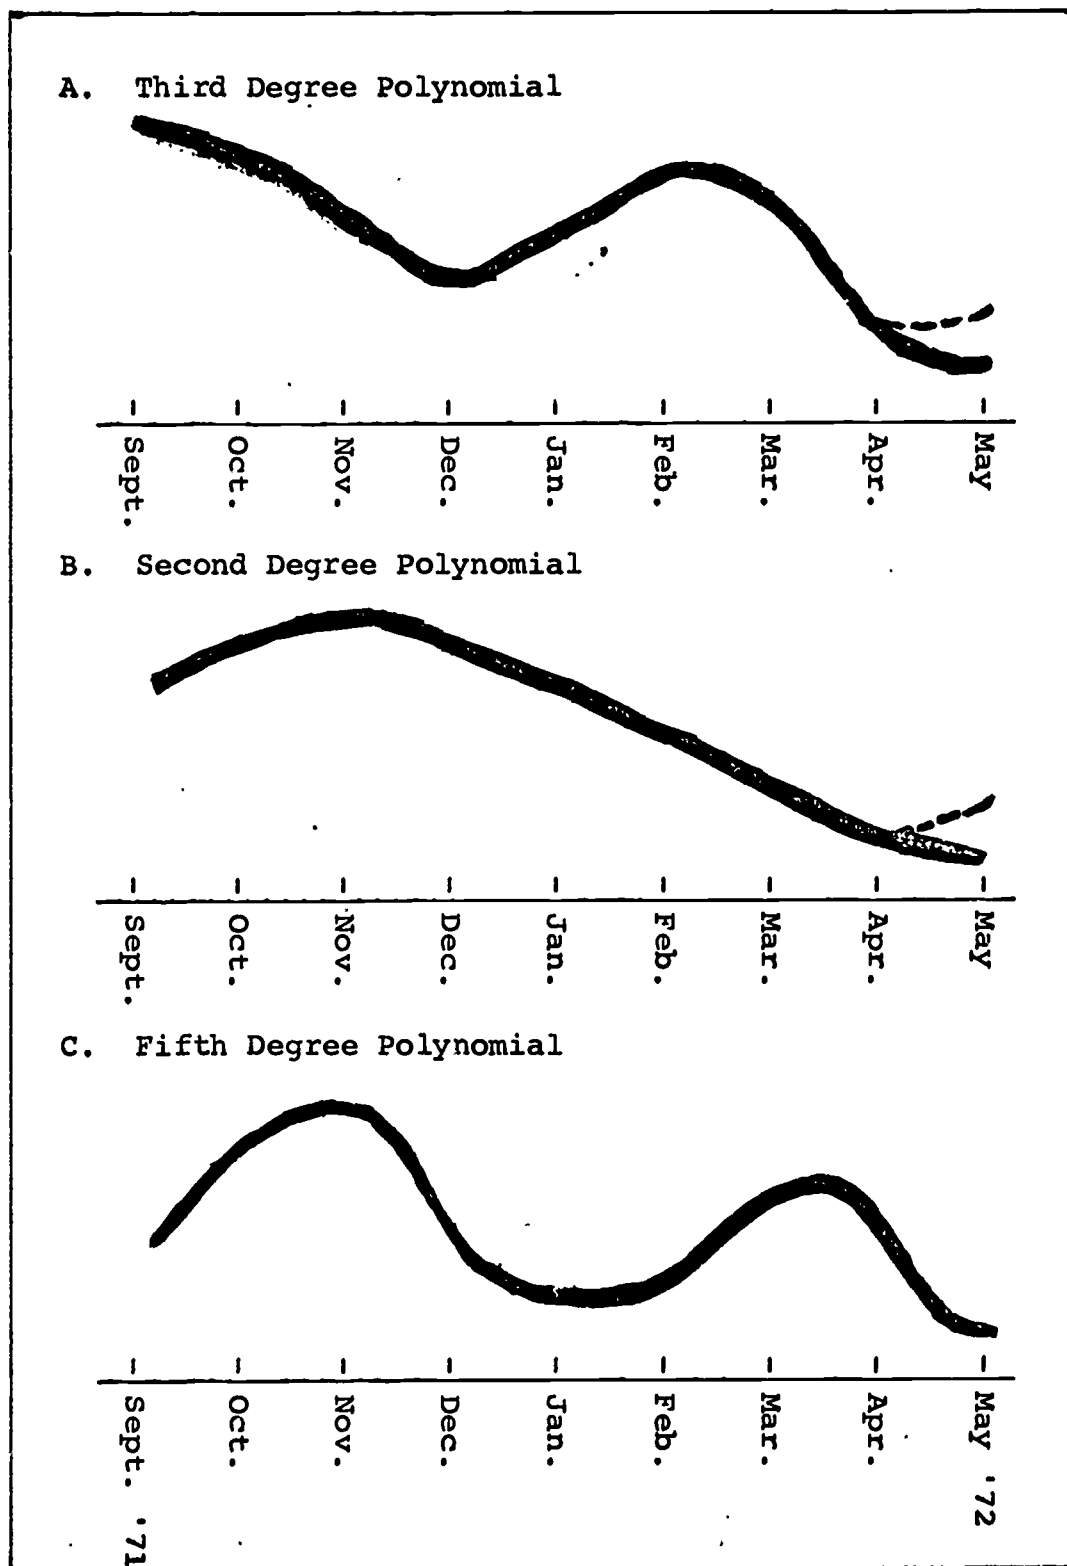 A. Third Degree Polynomial
Sept. Oct. Nov. Dec. Jan. Feb. Mar. Apr. May
B. Second Degree Polynomial
Sept. Oct. Nov. Dec. Jan. Feb. Mar. Apr. May
C. Fifth Degree Polynomial
Sept. '71 Oct. Nov. Dec. Jan. Feb. Mar. Apr. May '72